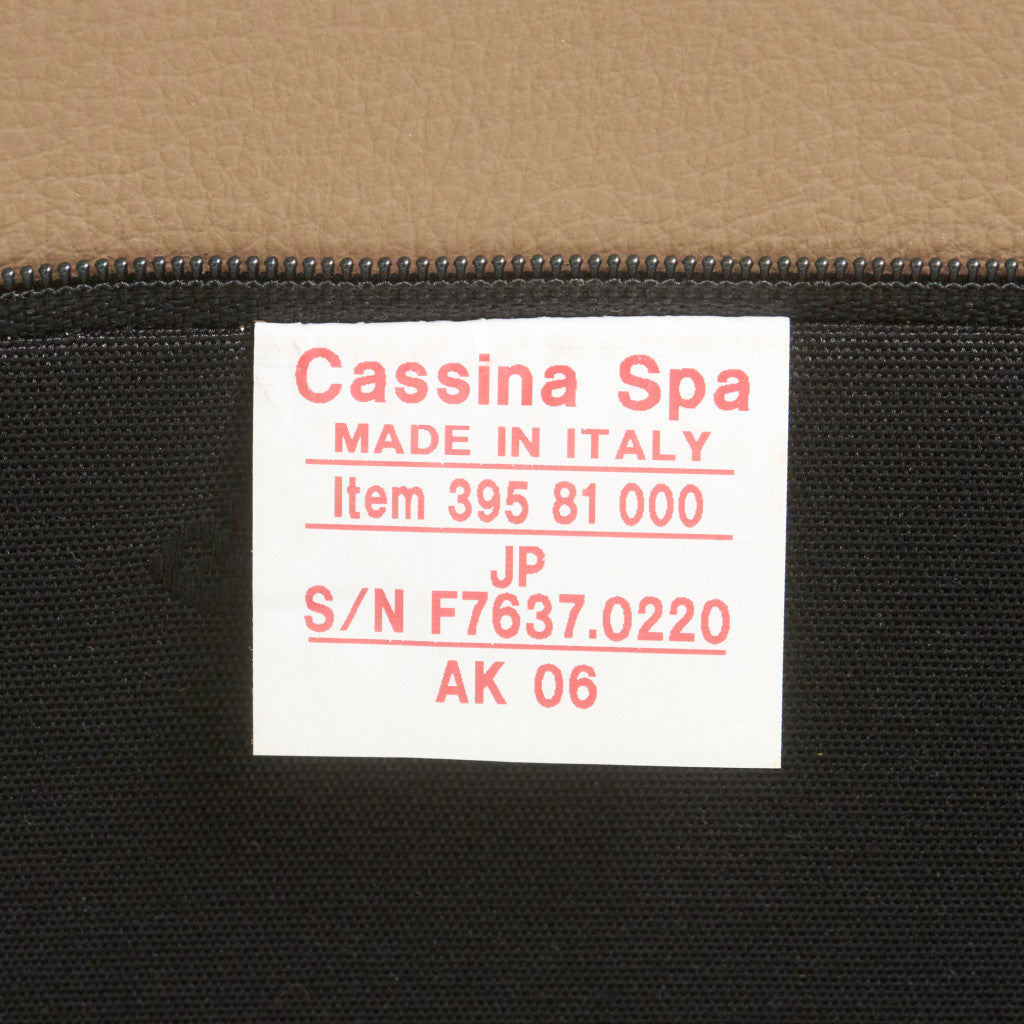 Cassina Spa
MADE IN ITALY
Item 395 81 000
JP
S/N F7637.0220
AK 06